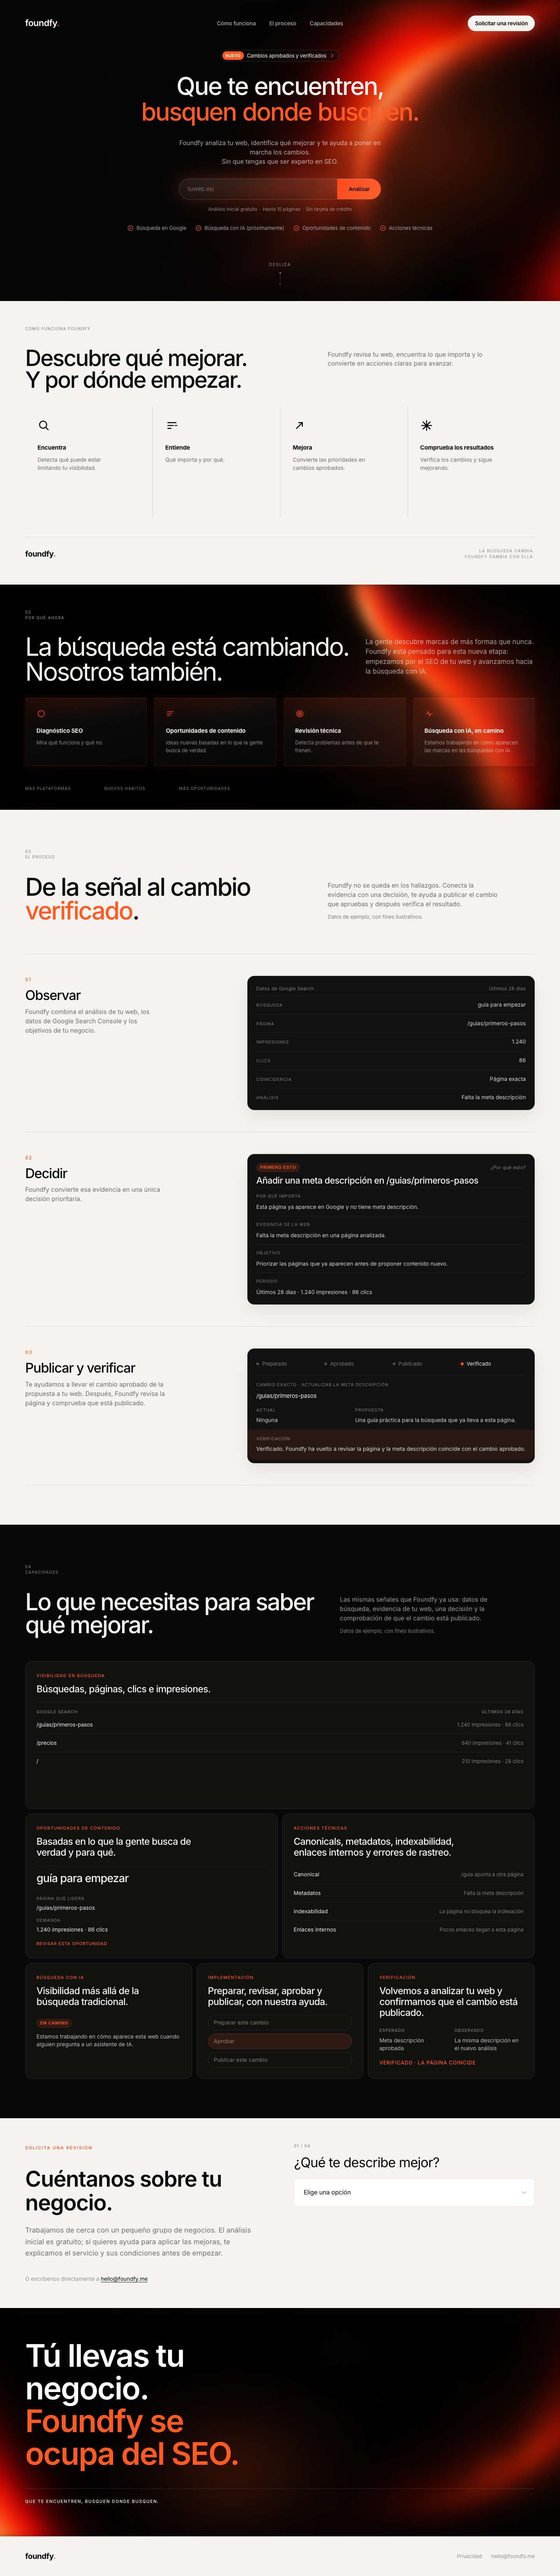 foundfy.
Cómo funciona
El proceso
Capacidades
Solicitar una revisión
NUEVO
Cambios aprobados y verificados
Que te encuentren,
busquen donde busquen.
Foundfy analiza tu web, identifica qué mejorar y te ayuda a poner en
marcha los cambios.
Sin que tengas que ser experto en SEO.
tuweb.es
Analizar
Análisis inicial gratuito · Hasta 10 páginas · Sin tarjeta de crédito
Búsqueda en Google
Búsqueda con IA (próximamente)
Oportunidades de contenido
Acciones técnicas
DESLIZA
CÓMO FUNCIONA FOUNDFY
Descubre qué mejorar.
Y por dónde empezar.
Foundfy revisa tu web, encuentra lo que importa y lo
convierte en acciones claras para avanzar.
Encuentra
Detecta qué puede estar
limitando tu visibilidad.
Entiende
Qué importa y por qué.
Mejora
Convierte las prioridades en
cambios aprobados.
Comprueba los resultados
Verifica los cambios y sigue
mejorando.
foundfy.
LA BÚSQUEDA CAMBIA.
FOUNDFY CAMBIA CON ELLA.
02
POR QUÉ AHORA
La búsqueda está cambiando.
Nosotros también.
La gente descubre marcas de más formas que nunca.
Foundfy está pensado para esta nueva etapa:
empezamos por el SEO de tu web y avanzamos hacia
la búsqueda con IA.
Diagnóstico SEO
Mira qué funciona y qué no.
Oportunidades de contenido
Ideas nuevas basadas en lo que la gente
busca de verdad.
Revisión técnica
Detecta problemas antes de que te
frenen.
Búsqueda con IA, en camino
Estamos trabajando en cómo aparecen
las marcas en las búsquedas con IA.
MÁS PLATAFORMAS
NUEVOS HÁBITOS
MÁS OPORTUNIDADES
03
EL PROCESO
De la señal al cambio
verificado.
Foundfy no se queda en los hallazgos. Conecta la
evidencia con una decisión, te ayuda a publicar el cambio
que apruebas y después verifica el resultado.
Datos de ejemplo, con fines ilustrativos.
01
Observar
Foundfy combina el análisis de tu web, los
datos de Google Search Console y los
objetivos de tu negocio.
Datos de Google Search
Últimos 28 días
BÚSQUEDA
guía para empezar
PÁGINA
/guias/primeros-pasos
IMPRESIONES
1.240
CLICS
86
COINCIDENCIA
Página exacta
ANÁLISIS
Falta la meta descripción
02
Decidir
Foundfy convierte esa evidencia en una única
decisión prioritaria.
PRIMERO ESTO
¿Por qué esto?
Añadir una meta descripción en /guias/primeros-pasos
POR QUÉ IMPORTA
Esta página ya aparece en Google y no tiene meta descripción.
EVIDENCIA DE LA WEB
Falta la meta descripción en una página analizada.
OBJETIVO
Priorizar las páginas que ya aparecen antes de proponer contenido nuevo.
PERIODO
Últimos 28 días · 1.240 impresiones · 86 clics
03
Publicar y verificar
Te ayudamos a llevar el cambio aprobado de la
propuesta a tu web. Después, Foundfy revisa la
página y comprueba que está publicado.
Preparado
Aprobado
Publicado
Verificado
CAMBIO EXACTO · ACTUALIZAR LA META DESCRIPCIÓN
/guias/primeros-pasos
ACTUAL
Ninguna
PROPUESTA
Una guía práctica para la búsqueda que ya lleva a esta página.
VERIFICACIÓN
Verificado. Foundfy ha vuelto a revisar la página y la meta descripción coincide con el cambio aprobado.
04
CAPACIDADES
Lo que necesitas para saber
qué mejorar.
Las mismas señales que Foundfy ya usa: datos de
búsqueda, evidencia de tu web, una decisión y la
comprobación de que el cambio está publicado.
Datos de ejemplo, con fines ilustrativos.
VISIBILIDAD EN BÚSQUEDA
Búsquedas, páginas, clics e impresiones.
GOOGLE SEARCH
ÚLTIMOS 28 DÍAS
/guias/primeros-pasos
1.240 impresiones · 86 clics
/precios
640 impresiones · 41 clics
/
210 impresiones · 28 clics
OPORTUNIDADES DE CONTENIDO
Basadas en lo que la gente busca de
verdad y para qué.
guía para empezar
PÁGINA QUE LIDERA
/guias/primeros-pasos
DEMANDA
1.240 impresiones · 86 clics
REVISAR ESTA OPORTUNIDAD
ACCIONES TÉCNICAS
Canonicals, metadatos, indexabilidad,
enlaces internos y errores de rastreo.
Canonical
/guia apunta a otra página
Metadatos
Falta la meta descripción
Indexabilidad
La página no bloquea la indexación
Enlaces internos
Pocos enlaces llegan a esta página
BÚSQUEDA CON IA
Visibilidad más allá de la
búsqueda tradicional.
EN CAMINO
Estamos trabajando en cómo aparece esta web cuando
alguien pregunta a un asistente de IA.
IMPLEMENTACIÓN
Preparar, revisar, aprobar y
publicar, con nuestra ayuda.
Preparar este cambio
Aprobar
Publicar este cambio
VERIFICACIÓN
Volvemos a analizar tu web y
confirmamos que el cambio está
publicado.
ESPERADO
Meta descripción
aprobada
OBSERVADO
La misma descripción en
el nuevo análisis
VERIFICADO · LA PÁGINA COINCIDE
SOLICITA UNA REVISIÓN
Cuéntanos sobre tu
negocio.
Trabajamos de cerca con un pequeño grupo de negocios. El análisis
inicial es gratuito; si quieres ayuda para aplicar las mejoras, te
explicamos el servicio y sus condiciones antes de empezar.
O escríbenos directamente a hello@foundfy.me
01 / 04
¿Qué te describe mejor?
Elige una opción
Tú llevas tu
negocio.
Foundfy se
ocupa del SEO.
QUE TE ENCUENTREN, BUSQUEN DONDE BUSQUEN.
foundfy.
Privacidad
hello@foundfy.me